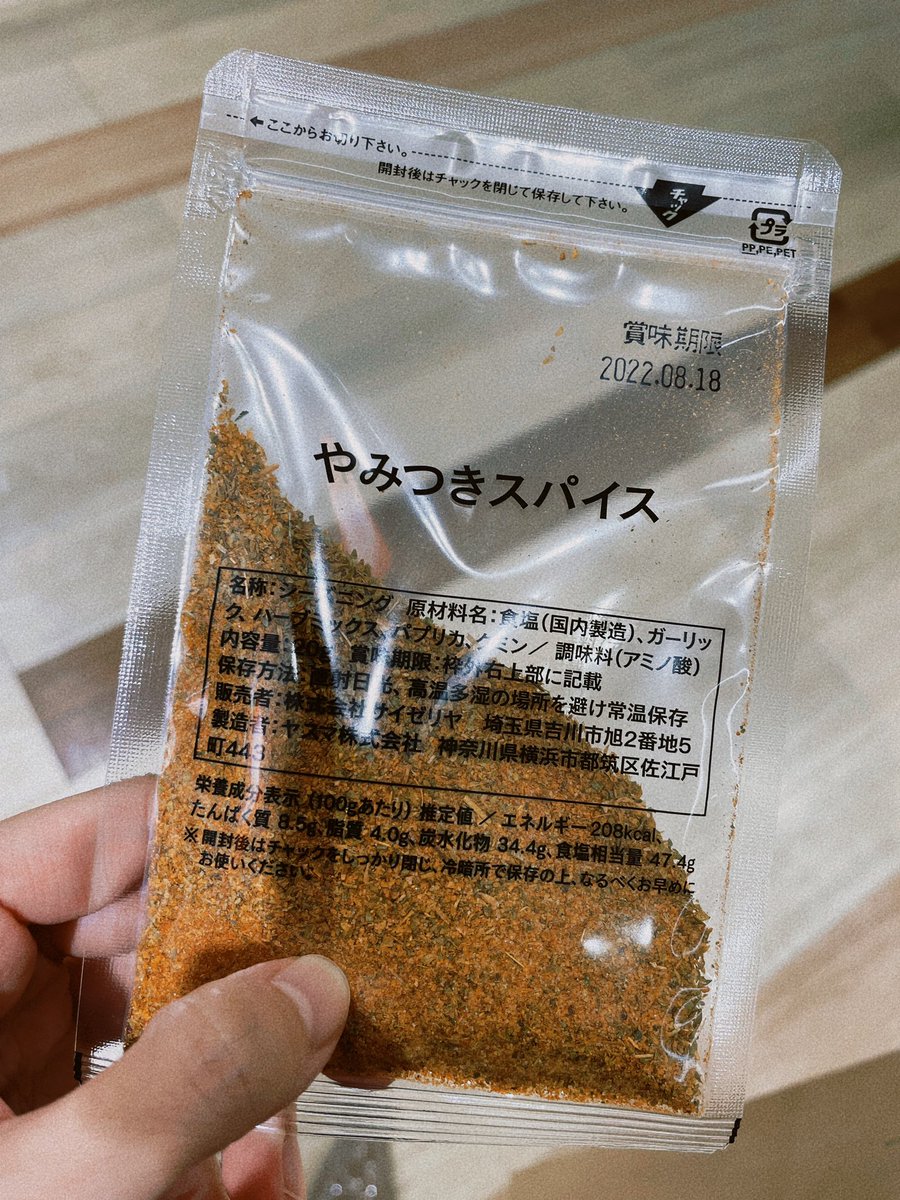 ここからお切り下さい。
開封後はチャックを閉じて保存して下さい。
チャック
プラ
PP,PE,PET
賞味期限
2022.08.18
やみつきスパイス
名称:シーズニング 原材料名:食塩(国内製造)、ガーリッ
ク、ハーブミックス、パプリカ、クミン/調味料(アミノ酸)
内容量: 賞味期限:枠外右上部に記載
保存方法:直射日光、高温多湿の場所を避け常温保存
販売者:株式会社サイゼリヤ 埼玉県吉川市旭2番地5
製造者:ヤスマ株式会社 神奈川県横浜市都筑区佐江戸
町443
栄養成分表示(100gあたり)推定値/エネルギー208kcal、
たんぱく質 8.5g、脂質 4.0g、炭水化物 34.4g、食塩相当量 47.4g
※開封後はチャックをしっかり閉じ、冷暗所で保存の上、なるべくお早めに
お使いください。